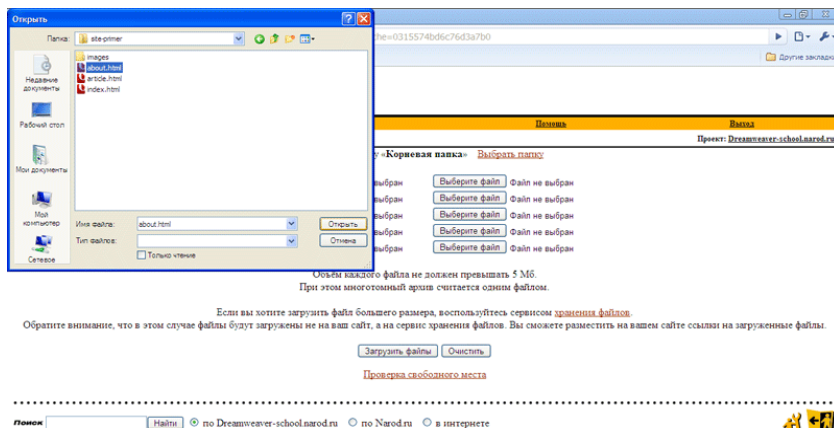 Открыть
Папка: site-primer
Недавние документы
Рабочий стол
Мои документы
Мой компьютер
Сетевое
images
about.html
article.html
index.html
Имя файла: about.html Открыть
Тип файлов: Отмена
Только чтение
che=0315574bd6c76d3a7b0
Другие закладки
Помощь Выход
Проект: Dreamweaver-school.narod.ru
у «Корневая папка» Выбрать папку
выбран Выберите файл Файл не выбран
выбран Выберите файл Файл не выбран
выбран Выберите файл Файл не выбран
выбран Выберите файл Файл не выбран
выбран Выберите файл Файл не выбран
Объем каждого файла не должен превышать 5 Мб.
При этом многотомный архив считается одним файлом.
Если вы хотите загрузить файл большего размера, воспользуйтесь сервисом хранения файлов.
Обратите внимание, что в этом случае файлы будут загружены не на ваш сайт, а на сервис хранения файлов. Вы сможете разместить на вашем сайте ссылки на загруженные файлы.
Загрузить файлы Очистить
Проверка свободного места
Поиск Найти по Dreamweaver-school.narod.ru по Narod.ru в интернете